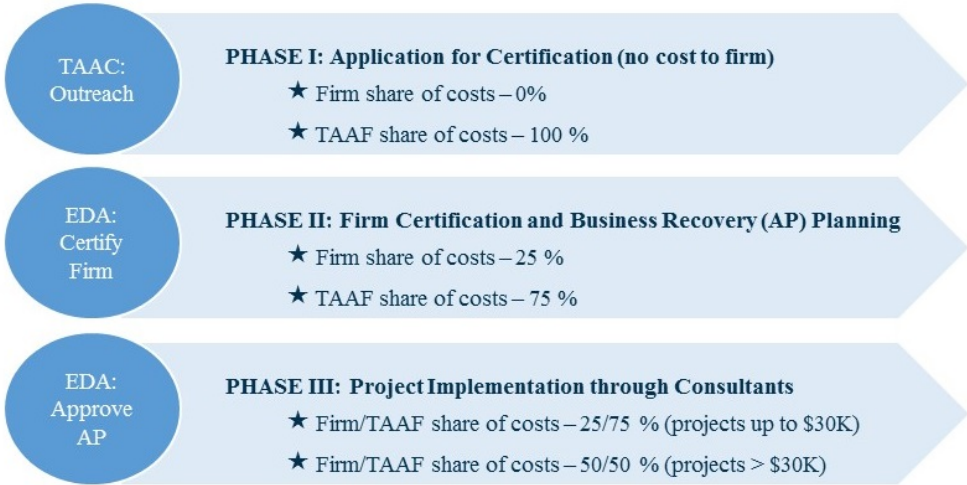 TAAC:
Outreach
PHASE I: Application for Certification (no cost to firm)
★ Firm share of costs – 0%
★ TAAF share of costs – 100 %
EDA:
Certify
Firm
PHASE II: Firm Certification and Business Recovery (AP) Planning
★ Firm share of costs – 25 %
★ TAAF share of costs – 75 %
EDA:
Approve
AP
PHASE III: Project Implementation through Consultants
★ Firm/TAAF share of costs – 25/75 % (projects up to $30K)
★ Firm/TAAF share of costs – 50/50 % (projects > $30K)